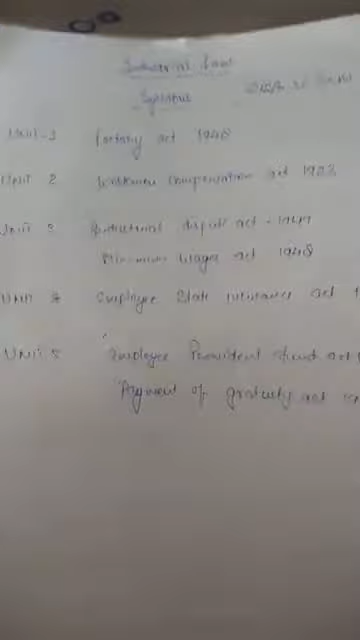 Industrial Law
Syllabus
Unit-1 Factory act 1948
Unit 2 Workmen Compensation act 1923
Unit 3 Industrial dispute act - 1947
Minimum Wages act 1948
Unit 4 Employee State insurance act 1
Unit 5 Employee Provident fund act
Payment of gratuity act 19